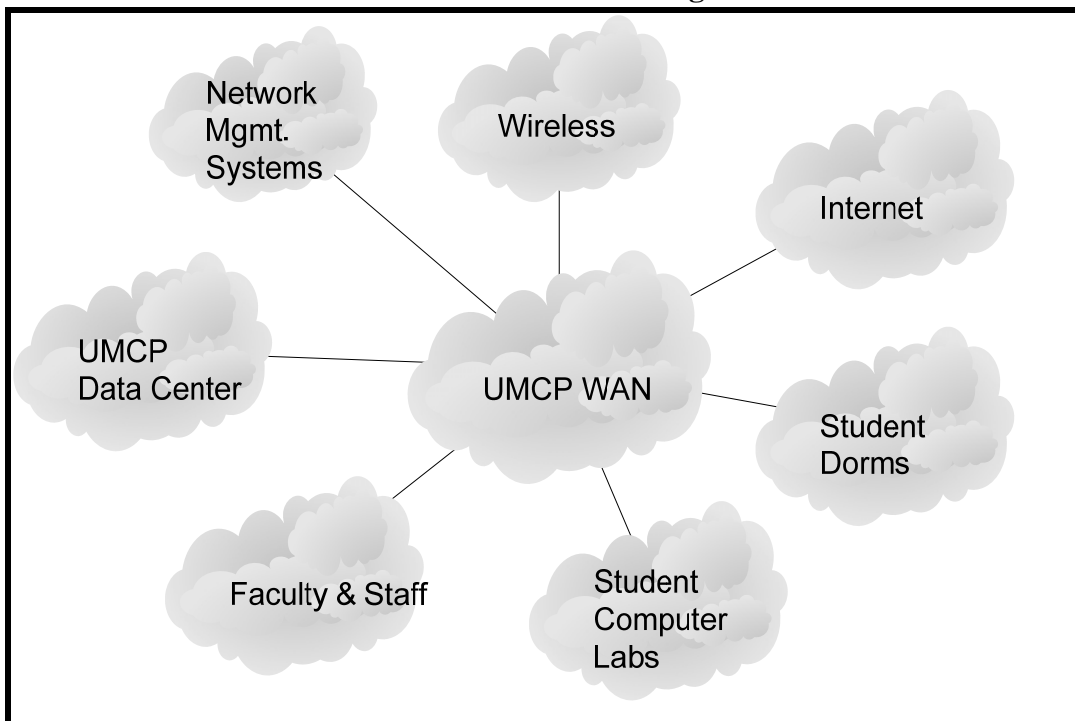 Network
Mgmt.
Systems
Wireless
Internet
UMCP
Data Center
UMCP WAN
Student
Dorms
Faculty & Staff
Student
Computer
Labs